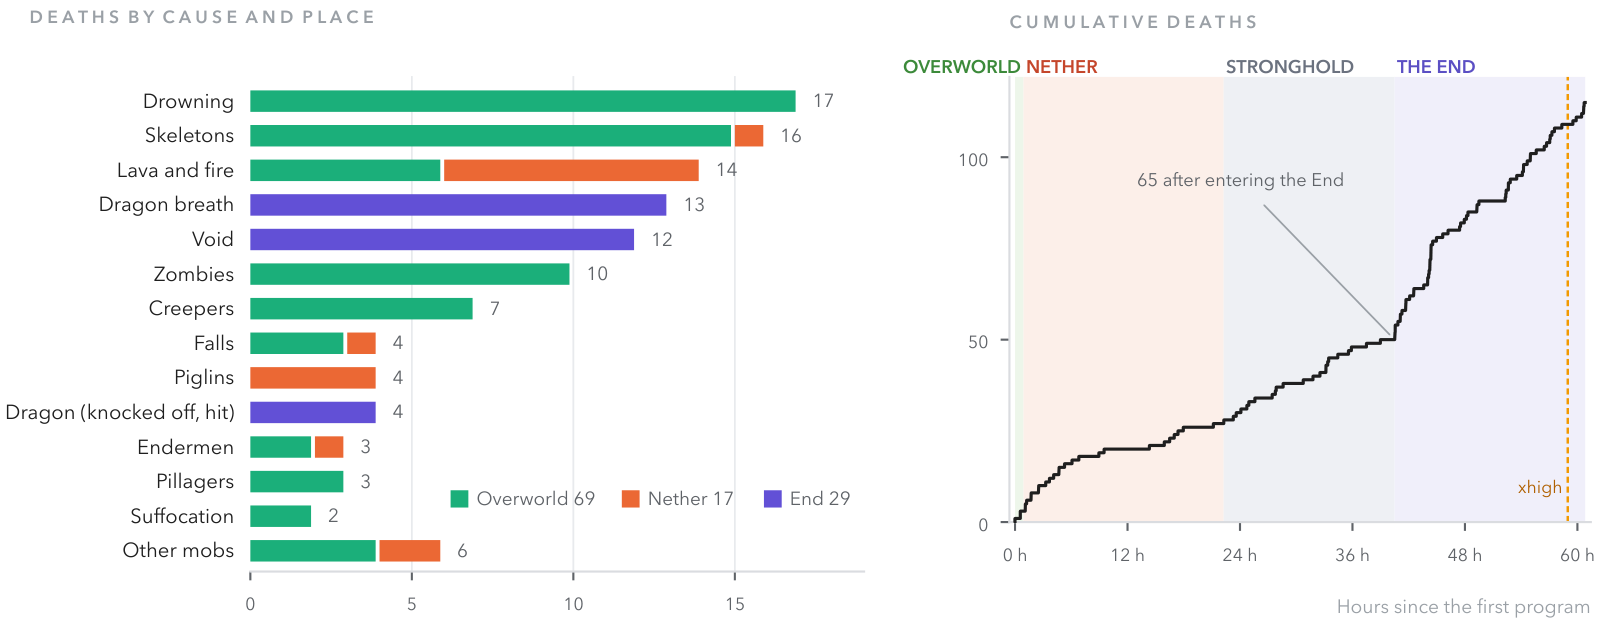 DEATHS BY CAUSE AND PLACE
Drowning 17
Skeletons 16
Lava and fire 14
Dragon breath 13
Void 12
Zombies 10
Creepers 7
Falls 4
Piglins 4
Dragon (knocked off, hit) 4
Endermen 3
Pillagers 3
Suffocation 2
Other mobs 6
Overworld 69 Nether 17 End 29
0 5 10 15
CUMULATIVE DEATHS
OVERWORLD NETHER STRONGHOLD THE END
100
65 after entering the End
50
xhigh
0
0 h 12 h 24 h 36 h 48 h 60 h
Hours since the first program